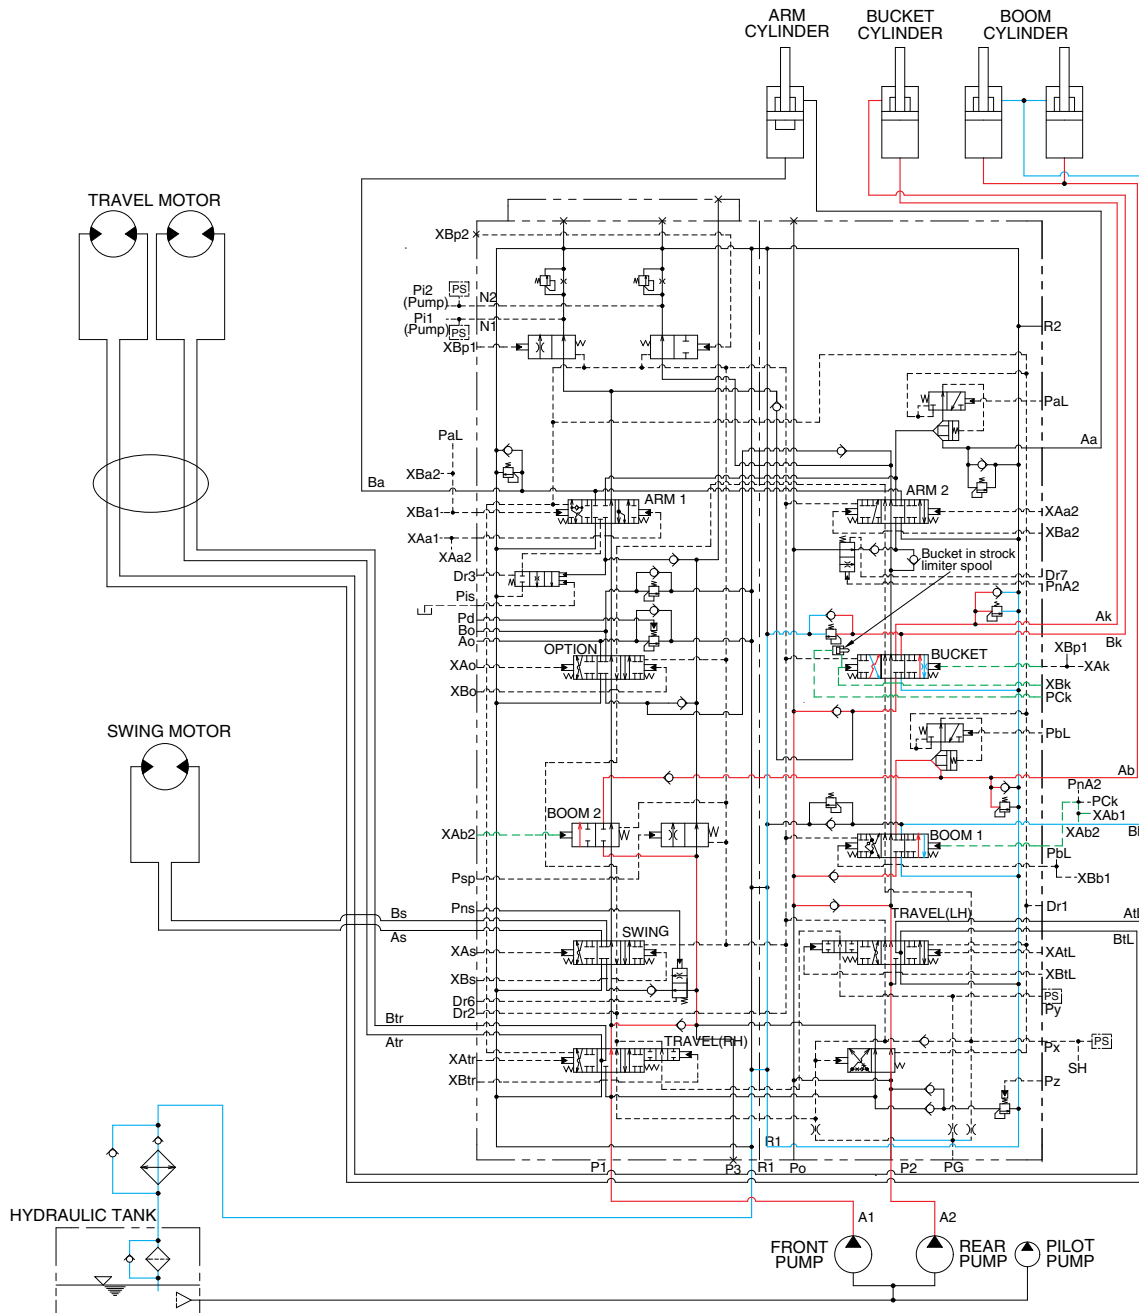 ARM
CYLINDER
BUCKET
CYLINDER
BOOM
CYLINDER
TRAVEL MOTOR
XBp2
Pi2
(Pump)
PS
N2
Pi1
(Pump)
PS
N1
XBp1
R2
PaL
Aa
PaL
XBa2
Ba
XBa1
XAa1
XAa2
ARM 1
ARM 2
XAa2
XBa2
Bucket in strock
limiter spool
Dr3
Pis
Dr7
PnA2
Pd
Bo
Ao
Ak
Bk
OPTION
BUCKET
XBp1
XAk
XAo
XBo
XBk
PCk
SWING MOTOR
PbL
Ab
PnA2
PCk
XAb1
XAb2
BOOM 2
BOOM 1
XAb2
Bb
PbL
XBb1
Psp
Pns
Dr1
Bs
As
TRAVEL(LH)
AtL
BtL
SWING
XAs
XBs
XAtL
XBtL
Dr6
Dr2
PS
Py
Btr
Atr
TRAVEL(RH)
Px
PS
SH
XAtr
XBtr
Pz
R1
P1
P3
R1
Po
P2
PG
HYDRAULIC TANK
A1
A2
FRONT
PUMP
REAR
PUMP
PILOT
PUMP